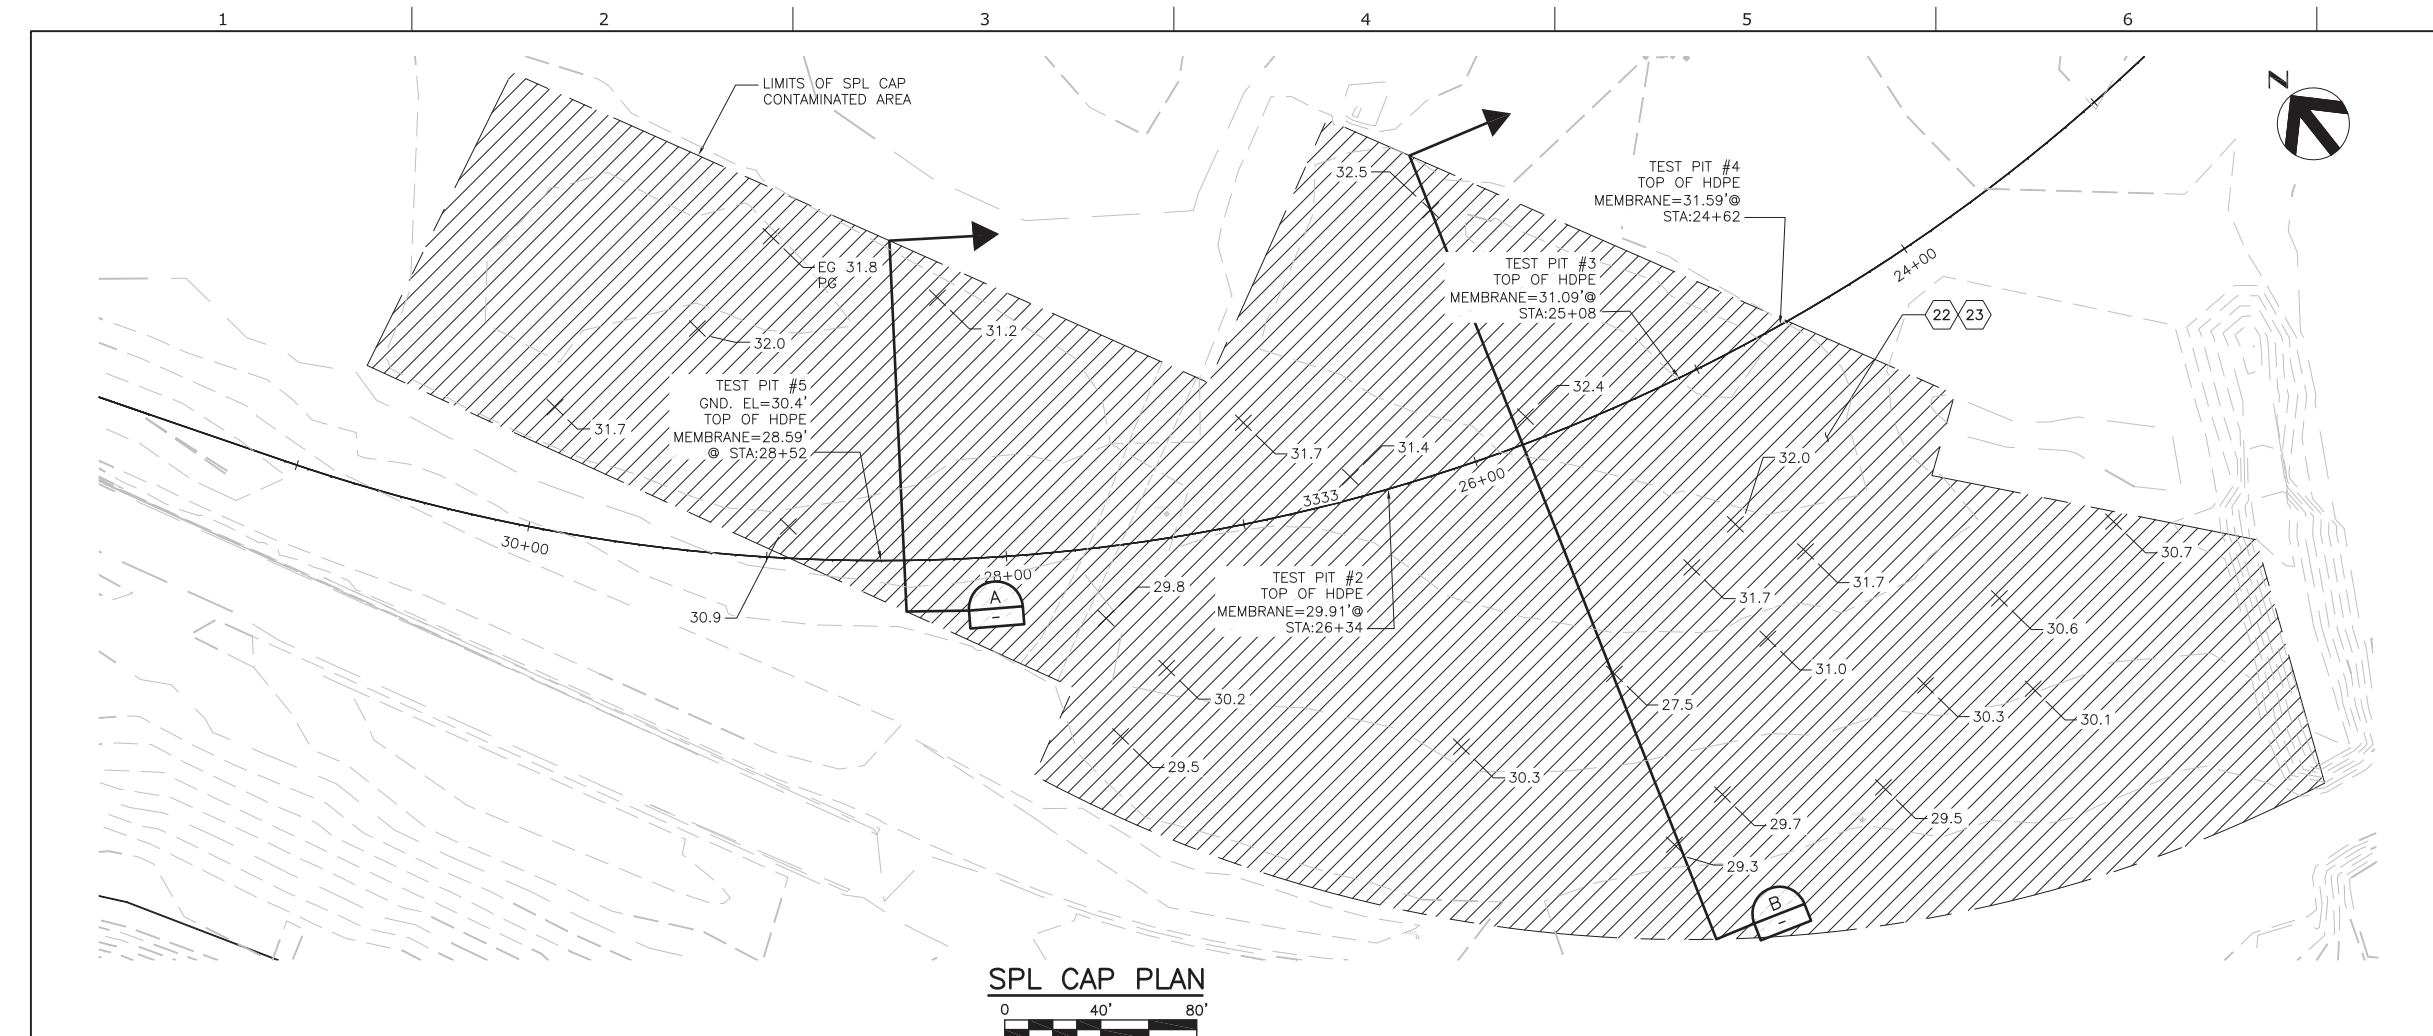 1
2
3
4
5
6
N
LIMITS OF SPL CAP
CONTAMINATED AREA
32.5
TEST PIT #4
TOP OF HDPE
MEMBRANE=31.59'@
STA:24+62
EG 31.8
PG
TEST PIT #3
TOP OF HDPE
MEMBRANE=31.09'@
STA:25+08
24+00
22
23
31.2
32.0
TEST PIT #5
GND. EL=30.4'
TOP OF HDPE
MEMBRANE=28.59'
@ STA:28+52
31.7
32.4
31.7
31.4
32.0
26+00
3333
30+00
28+00
A
-
30.9
29.8
TEST PIT #2
TOP OF HDPE
MEMBRANE=29.91'@
STA:26+34
30.7
31.7
31.7
30.6
31.0
30.2
27.5
30.3
30.1
29.5
30.3
29.7
29.5
29.3
B
-
SPL CAP PLAN
0 40' 80'